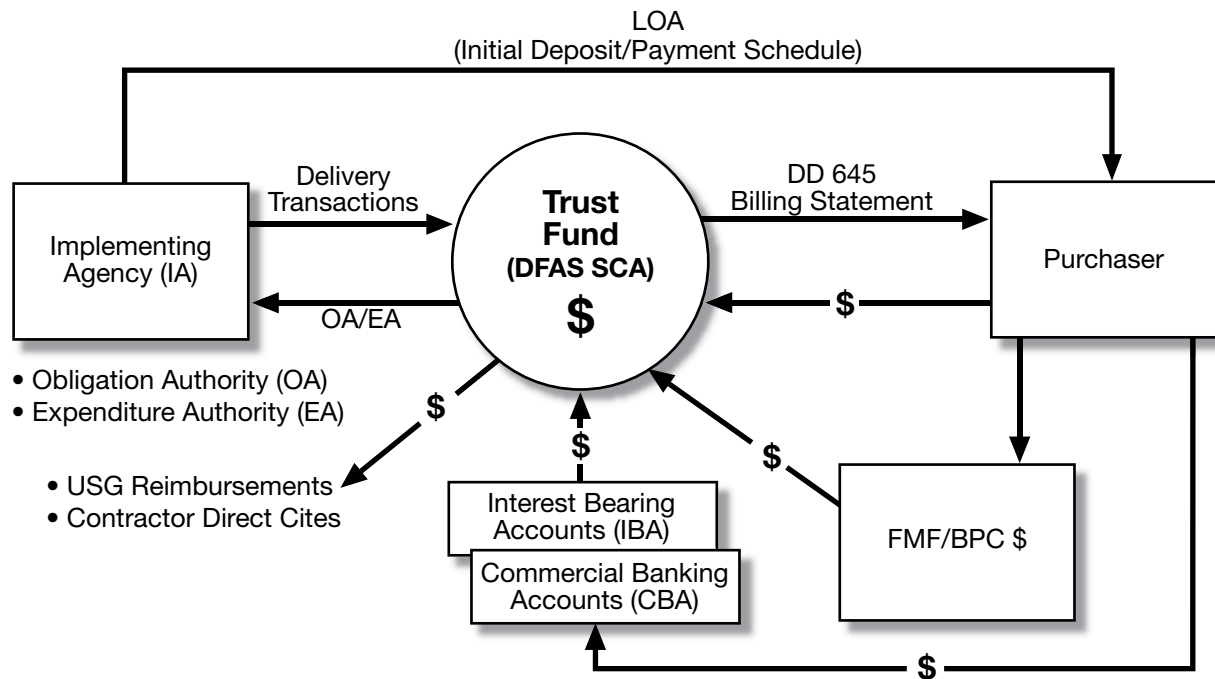 LOA
(Initial Deposit/Payment Schedule)
Delivery
Transactions
DD 645
Billing Statement
Implementing
Agency (IA)
Trust
Fund
(DFAS SCA)
$
Purchaser
OA/EA
$
• Obligation Authority (OA)
• Expenditure Authority (EA)
$
$
$
• USG Reimbursements
• Contractor Direct Cites
Interest Bearing
Accounts (IBA)
Commercial Banking
Accounts (CBA)
FMF/BPC $
$